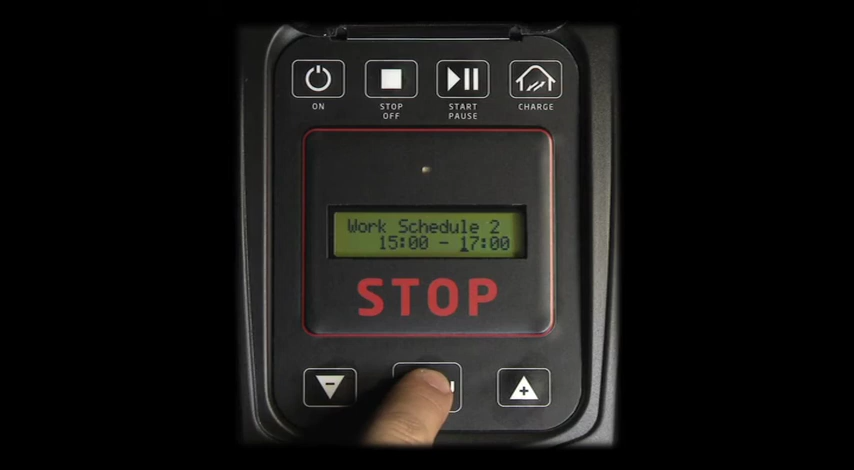 ON
STOP
OFF
START
PAUSE
CHARGE
Work Schedule 2
15:00 - 17:00
STOP